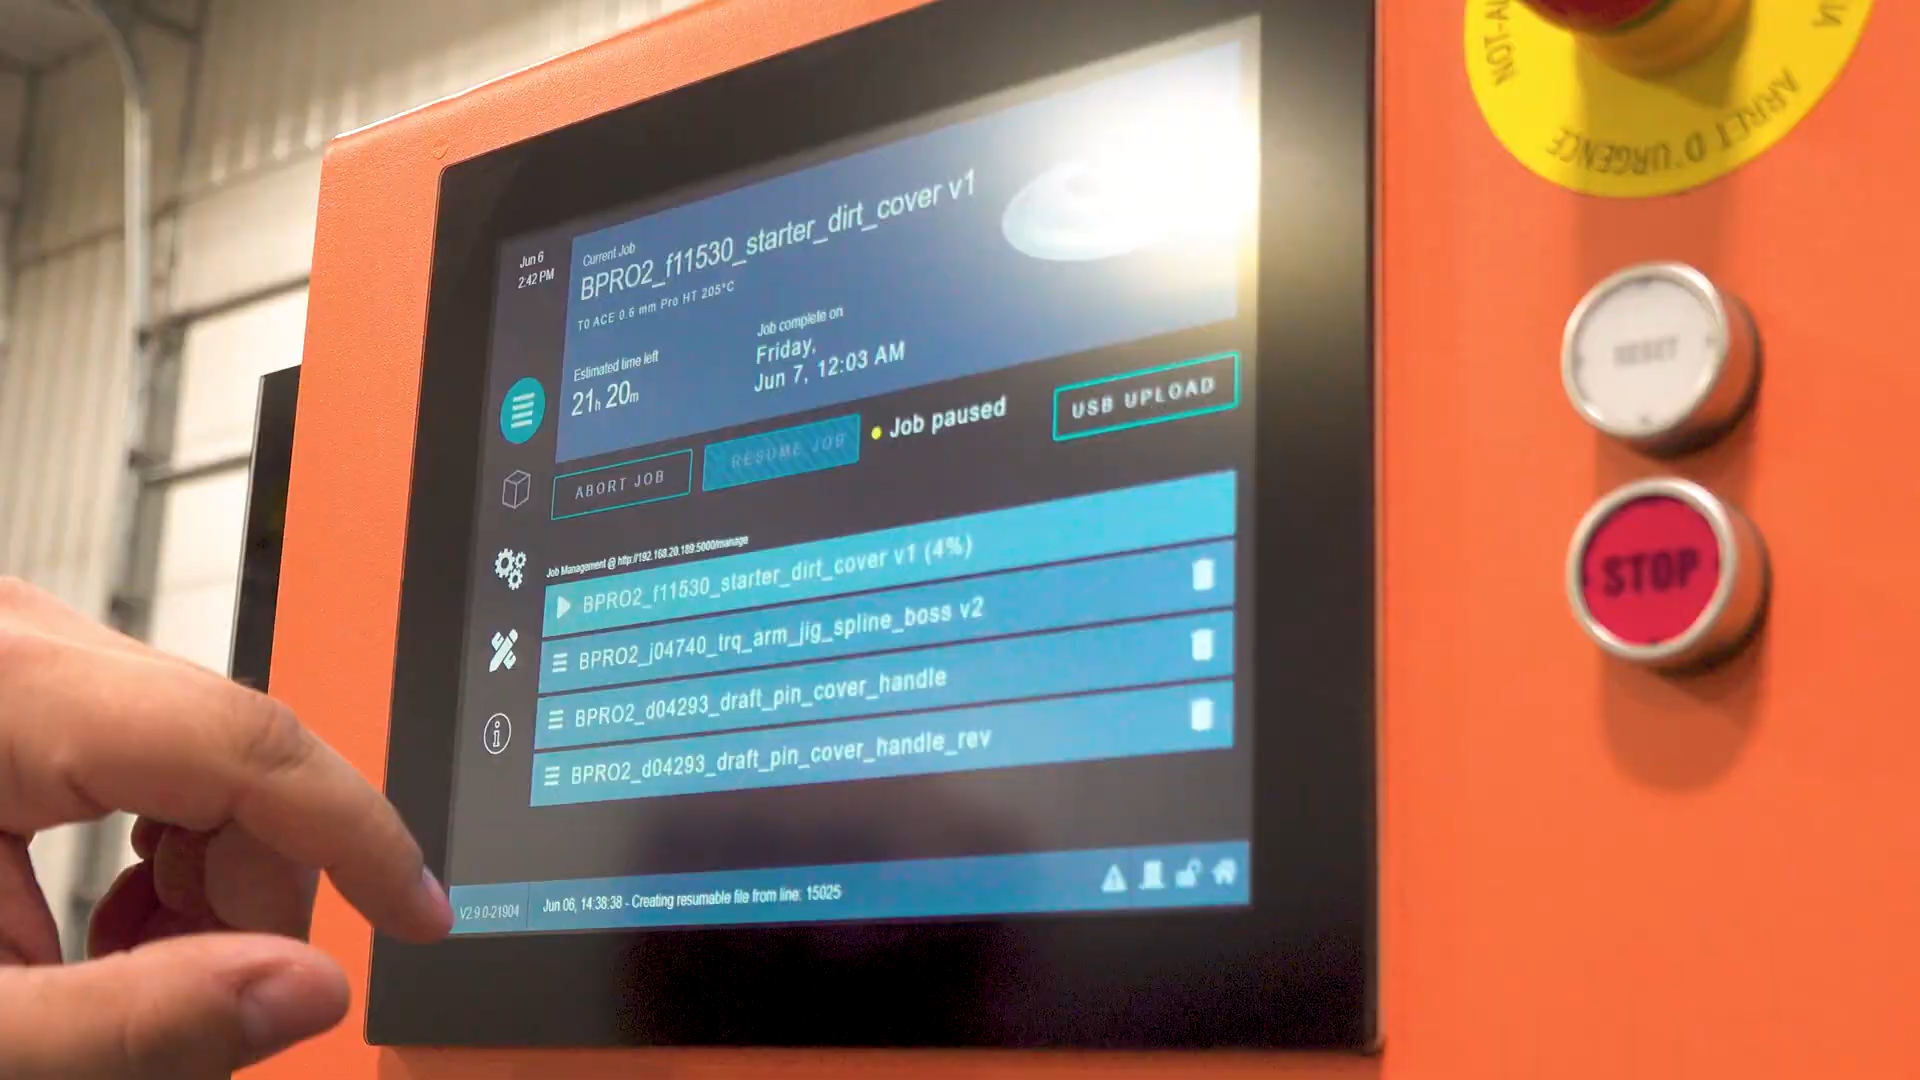 Jun 6
2:42 PM
Current Job
BPRO2_f11530_starter_dirt_cover v1
T0 ACE 0.6 mm Pro HT 205°C
Estimated time left
21h 20m
Job complete on
Friday,
Jun 7, 12:03 AM
ABORT JOB
RESUME JOB
Job paused
USB UPLOAD
Job Management @ http://192.168.20.189:5000/manage
BPRO2_f11530_starter_dirt_cover v1 (4%)
BPRO2_j04740_trq_arm_jig_spline_boss v2
BPRO2_d04293_draft_pin_cover_handle
BPRO2_d04293_draft_pin_cover_handle_rev
V2.9.0-21904
Jun 06, 14:38:38 - Creating resumable file from line: 15025
ARRET D'URGENCE
RESET
STOP